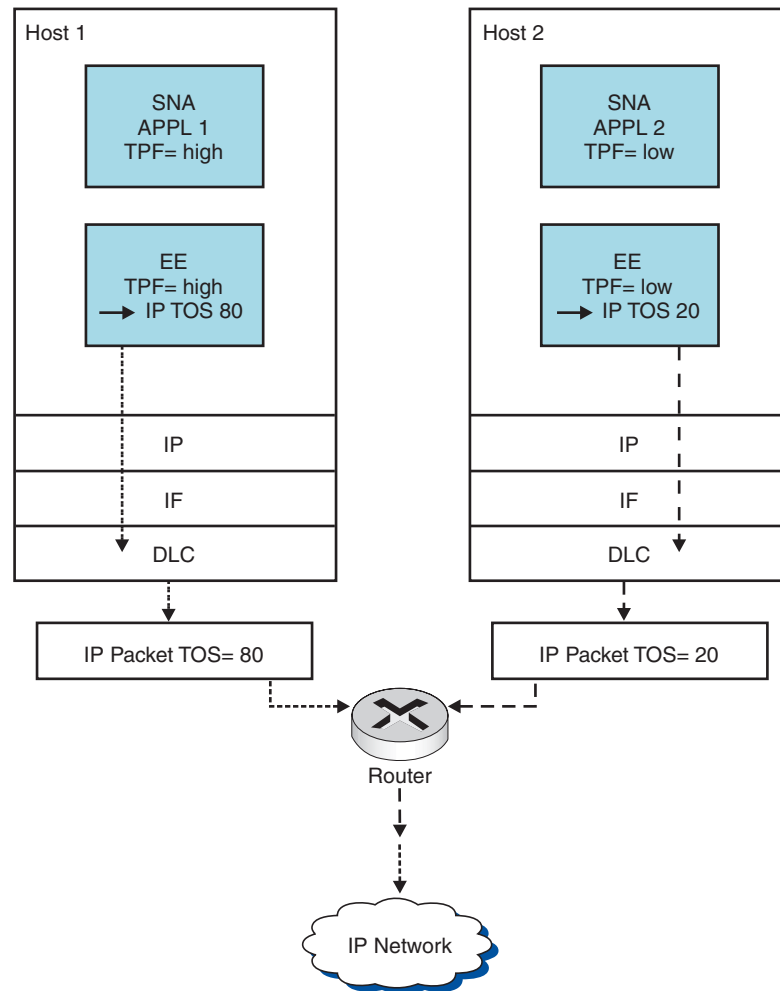 Host 1
SNA
APPL 1
TPF= high
EE
TPF= high
IP TOS 80
IP
IF
DLC
IP Packet TOS= 80
Host 2
SNA
APPL 2
TPF= low
EE
TPF= low
IP TOS 20
IP
IF
DLC
IP Packet TOS= 20
Router
IP Network